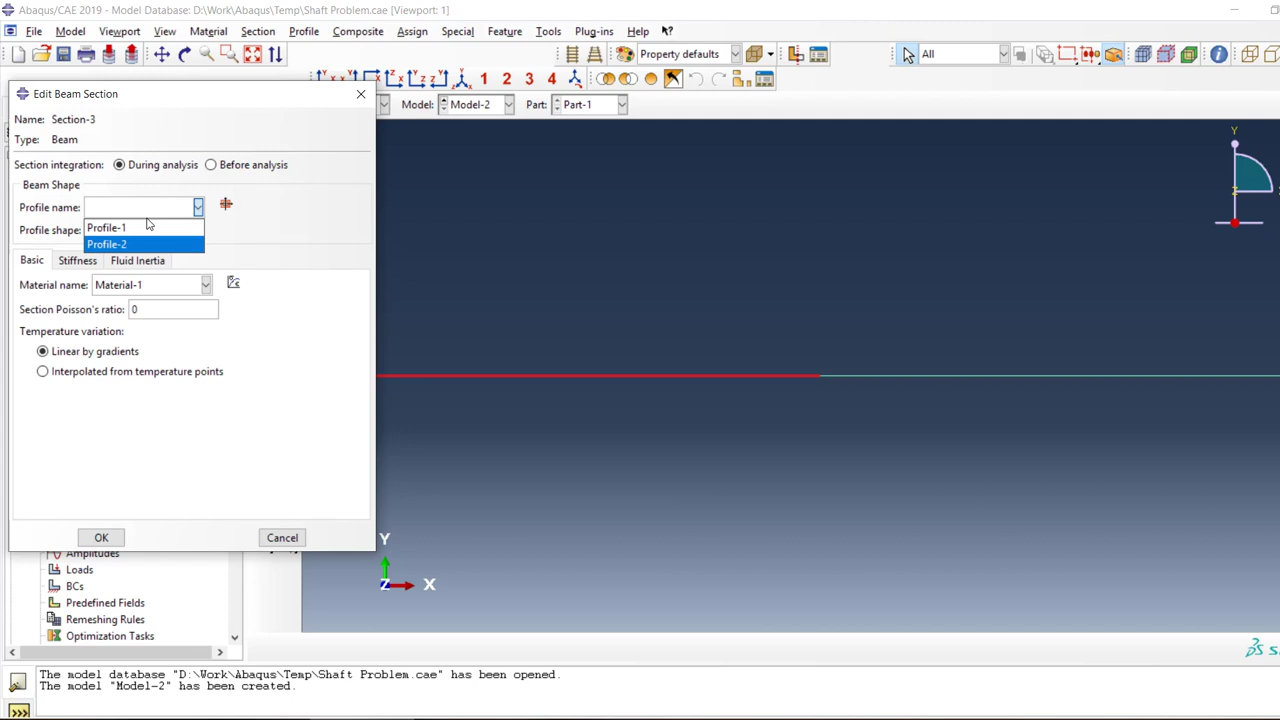 Abaqus/CAE 2019 - Model Database: D:\Work\Abaqus\Temp\Shaft Problem.cae [Viewport: 1]
File Model Viewport View Material Section Profile Composite Assign Special Feature Tools Plug-ins Help
Property defaults All
1 2 3 4
Edit Beam Section
Model: Model-2 Part: Part-1
Name: Section-3
Type: Beam
Section integration: During analysis Before analysis
Beam Shape
Profile name:
Profile-1
Profile shape:
Profile-2
Basic Stiffness Fluid Inertia
Material name: Material-1
Section Poisson's ratio: 0
Temperature variation:
Linear by gradients
Interpolated from temperature points
OK Cancel
Y
Z
Y
Z X
Amplitudes
Loads
BCs
Predefined Fields
Remeshing Rules
Optimization Tasks
The model database "D:\Work\Abaqus\Temp\Shaft Problem.cae" has been opened.
The model "Model-2" has been created.